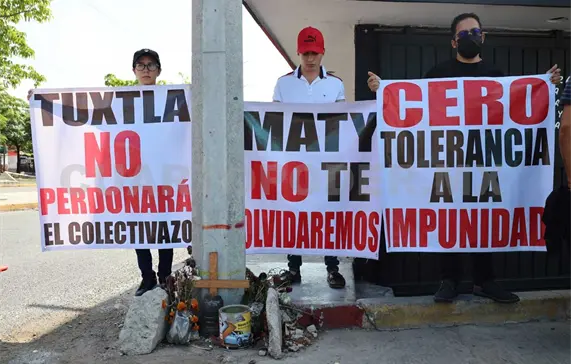 TUXTLA
NO
PERDONARÁ
EL COLECTIVAZO
MATY
NO TE
OLVIDAREMOS
CERO
TOLERANCIA
A LA
IMPUNIDAD